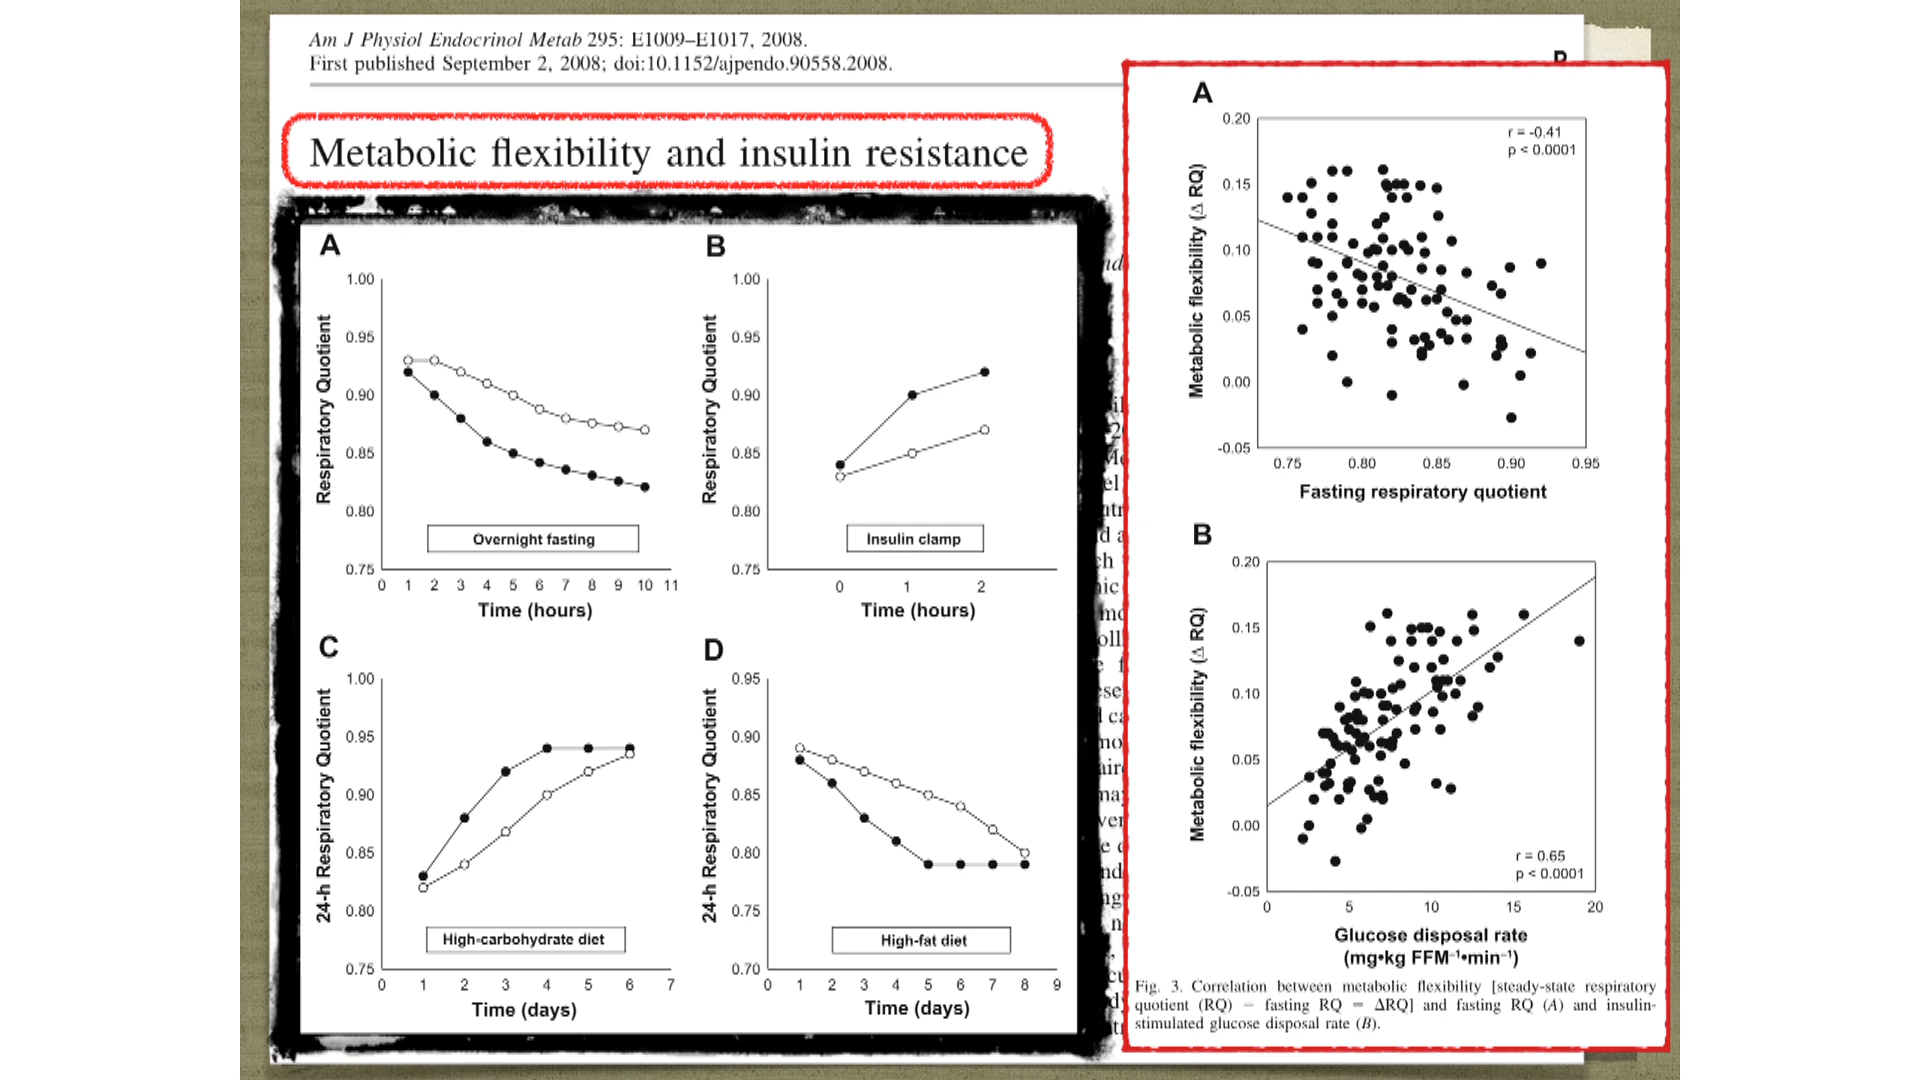 Am J Physiol Endocrinol Metab 295: E1009–E1017, 2008.
First published September 2, 2008; doi:10.1152/ajpendo.90558.2008.
Metabolic flexibility and insulin resistance
A
1.00
0.95
0.90
0.85
0.80
0.75
Respiratory Quotient
Overnight fasting
0 1 2 3 4 5 6 7 8 9 10 11
Time (hours)
B
1.00
0.95
0.90
0.85
0.80
0.75
Respiratory Quotient
Insulin clamp
0 1 2
Time (hours)
C
1.00
0.95
0.90
0.85
0.80
0.75
24-h Respiratory Quotient
High-carbohydrate diet
0 1 2 3 4 5 6 7
Time (days)
D
0.95
0.90
0.85
0.80
0.75
0.70
24-h Respiratory Quotient
High-fat diet
0 1 2 3 4 5 6 7 8 9
Time (days)
A
0.20
0.15
0.10
0.05
0.00
-0.05
Metabolic flexibility (Δ RQ)
r = -0.41
p < 0.0001
0.75 0.80 0.85 0.90 0.95
Fasting respiratory quotient
B
0.20
0.15
0.10
0.05
0.00
-0.05
Metabolic flexibility (Δ RQ)
r = 0.65
p < 0.0001
0 5 10 15 20
Glucose disposal rate
(mg•kg FFM⁻¹•min⁻¹)
Fig. 3. Correlation between metabolic flexibility [steady-state respiratory
quotient (RQ) − fasting RQ = ΔRQ] and fasting RQ (A) and insulin-
stimulated glucose disposal rate (B).